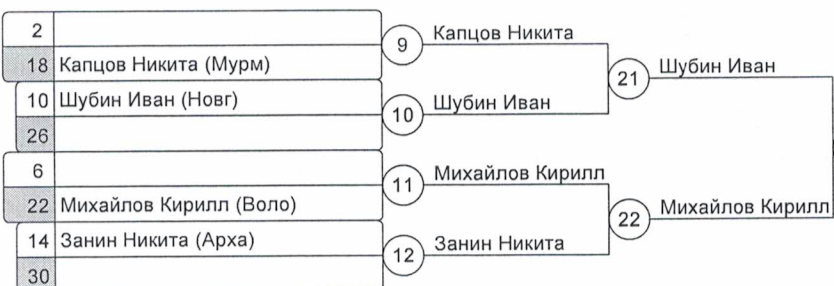 2
18 Капцов Никита (Мурм)
9 Капцов Никита
10 Шубин Иван (Новг)
26
10 Шубин Иван
21 Шубин Иван
6
22 Михайлов Кирилл (Воло)
11 Михайлов Кирилл
14 Занин Никита (Арха)
30
12 Занин Никита
22 Михайлов Кирилл